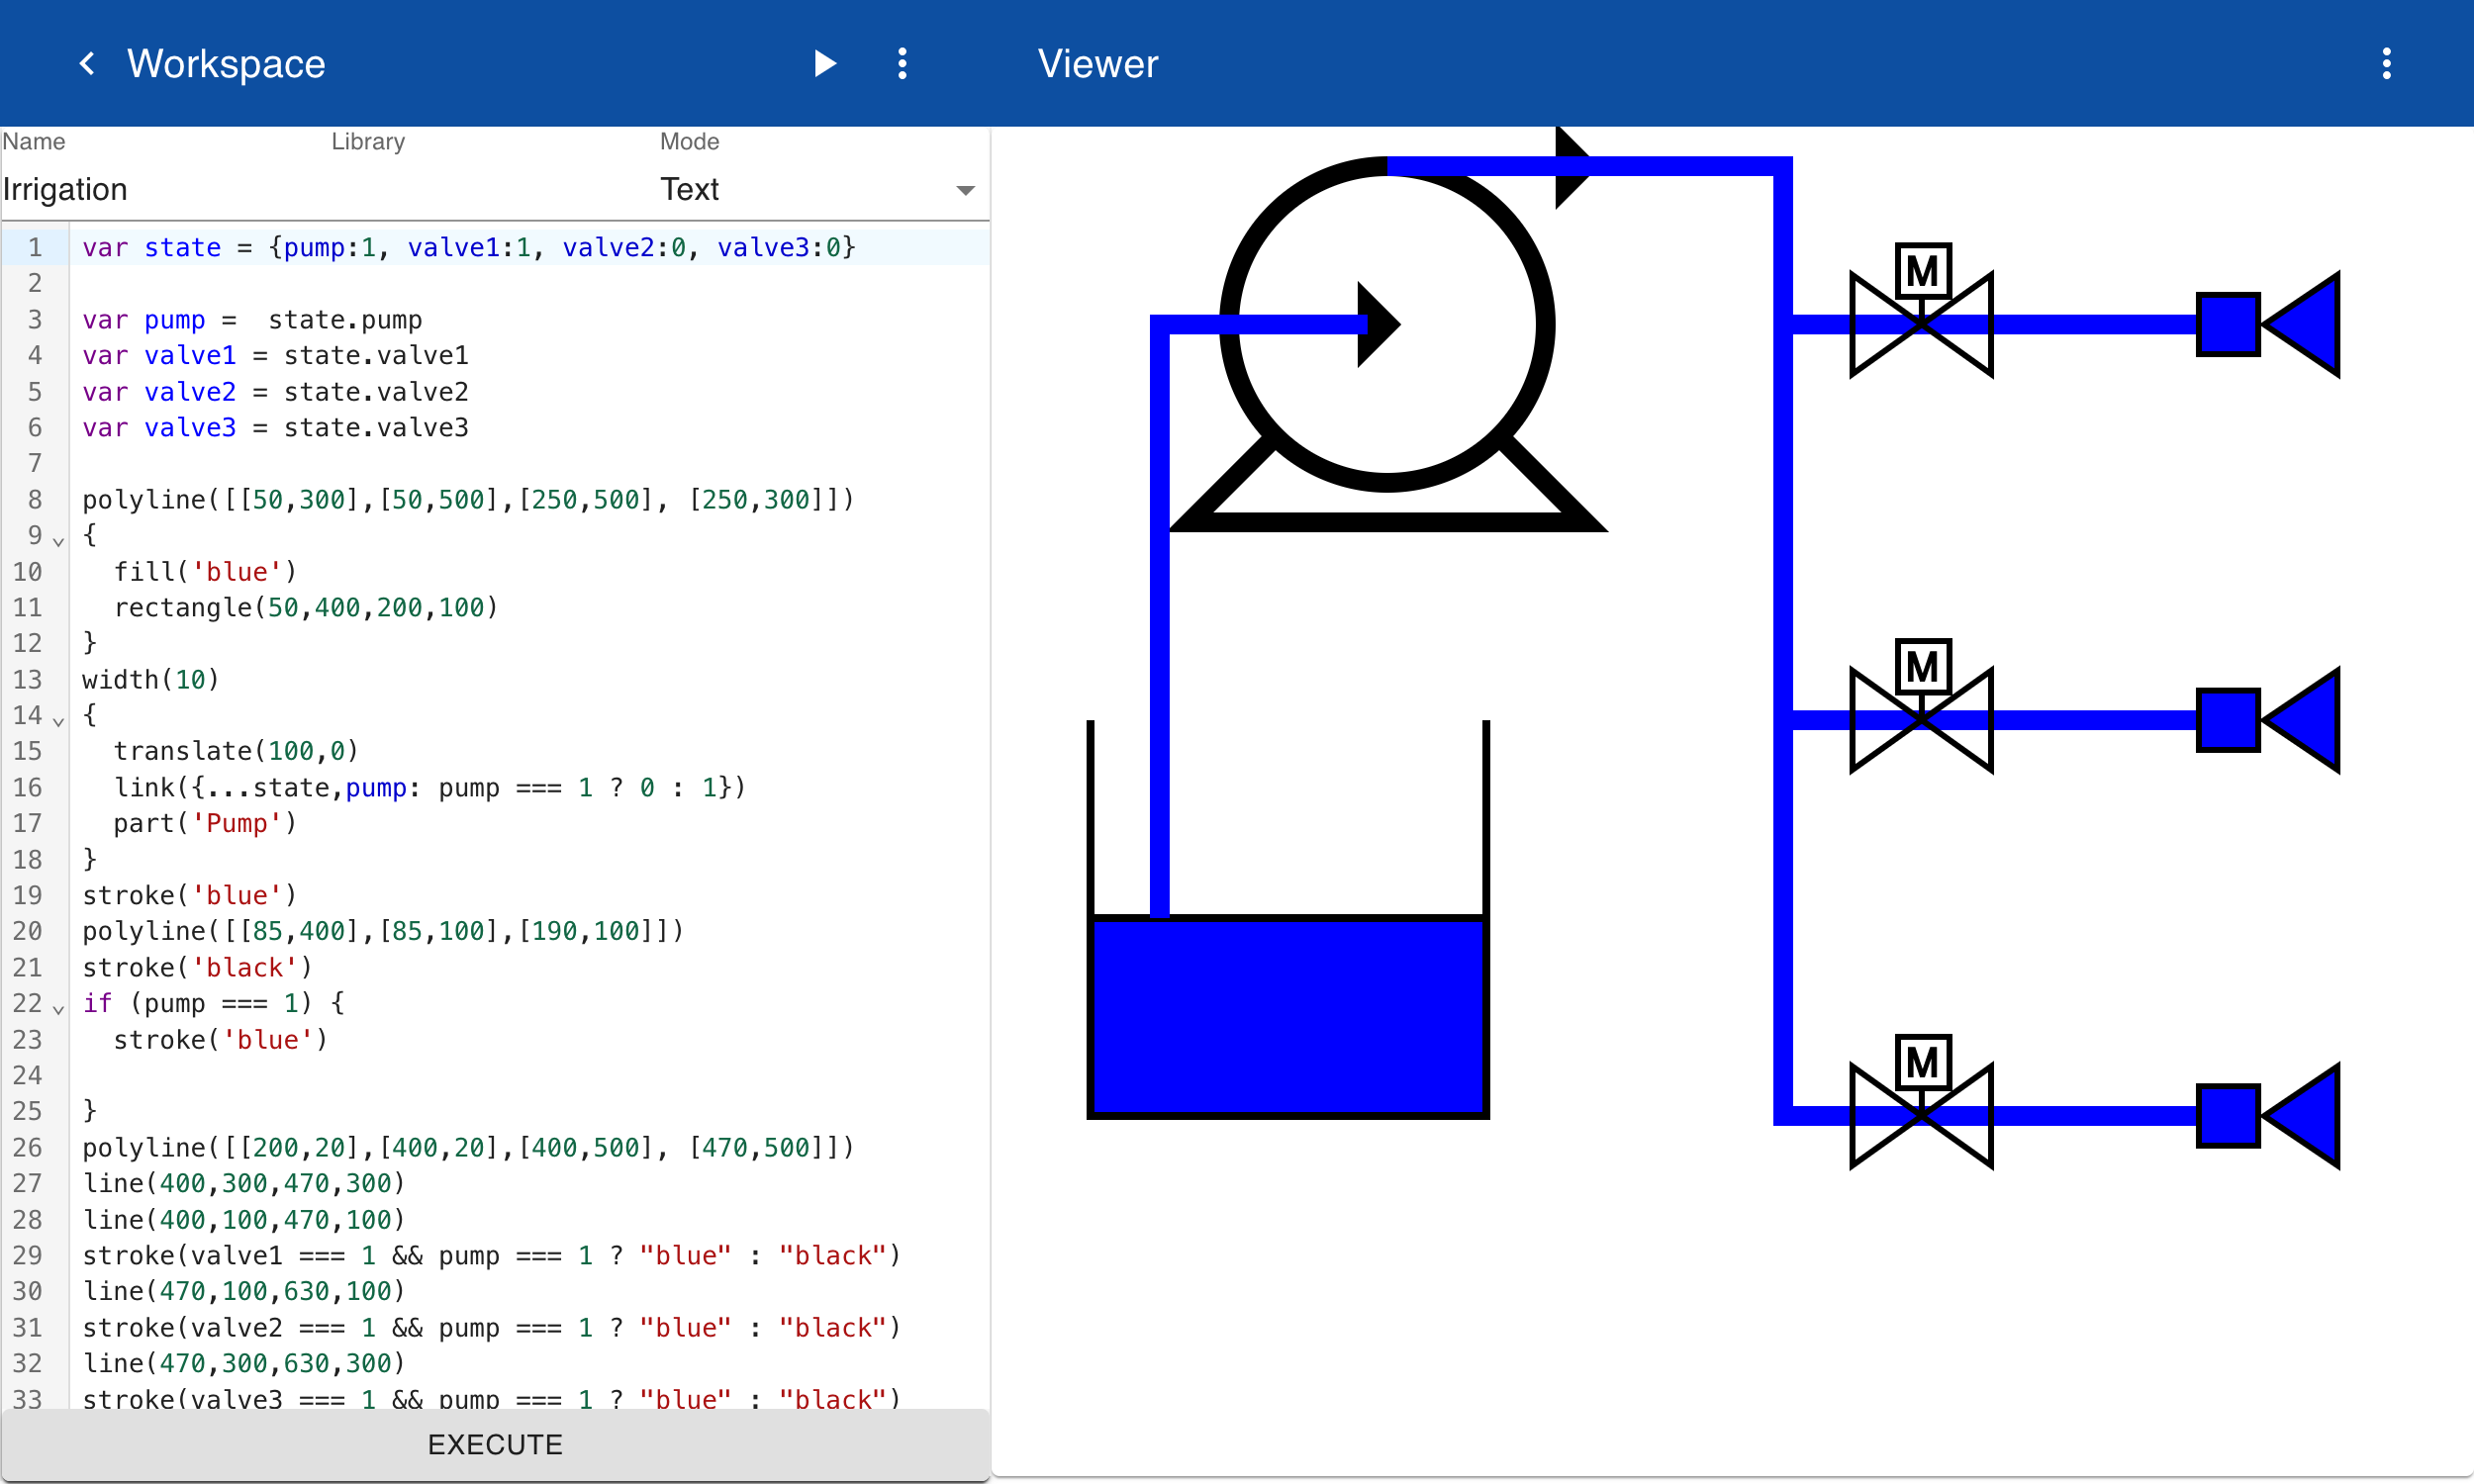 Workspace
Viewer
Name Library Mode
Irrigation Text
1 var state = {pump:1, valve1:1, valve2:0, valve3:0}
2
3 var pump =  state.pump
4 var valve1 = state.valve1
5 var valve2 = state.valve2
6 var valve3 = state.valve3
7
8 polyline([[50,300],[50,500],[250,500], [250,300]])
9 {
10   fill('blue')
11   rectangle(50,400,200,100)
12 }
13 width(10)
14 {
15   translate(100,0)
16   link({...state,pump: pump === 1 ? 0 : 1})
17   part('Pump')
18 }
19 stroke('blue')
20 polyline([[85,400],[85,100],[190,100]])
21 stroke('black')
22 if (pump === 1) {
23   stroke('blue')
24
25 }
26 polyline([[200,20],[400,20],[400,500], [470,500]])
27 line(400,300,470,300)
28 line(400,100,470,100)
29 stroke(valve1 === 1 && pump === 1 ? "blue" : "black")
30 line(470,100,630,100)
31 stroke(valve2 === 1 && pump === 1 ? "blue" : "black")
32 line(470,300,630,300)
33 stroke(valve3 === 1 && pump === 1 ? "blue" : "black")
EXECUTE
M
M
M